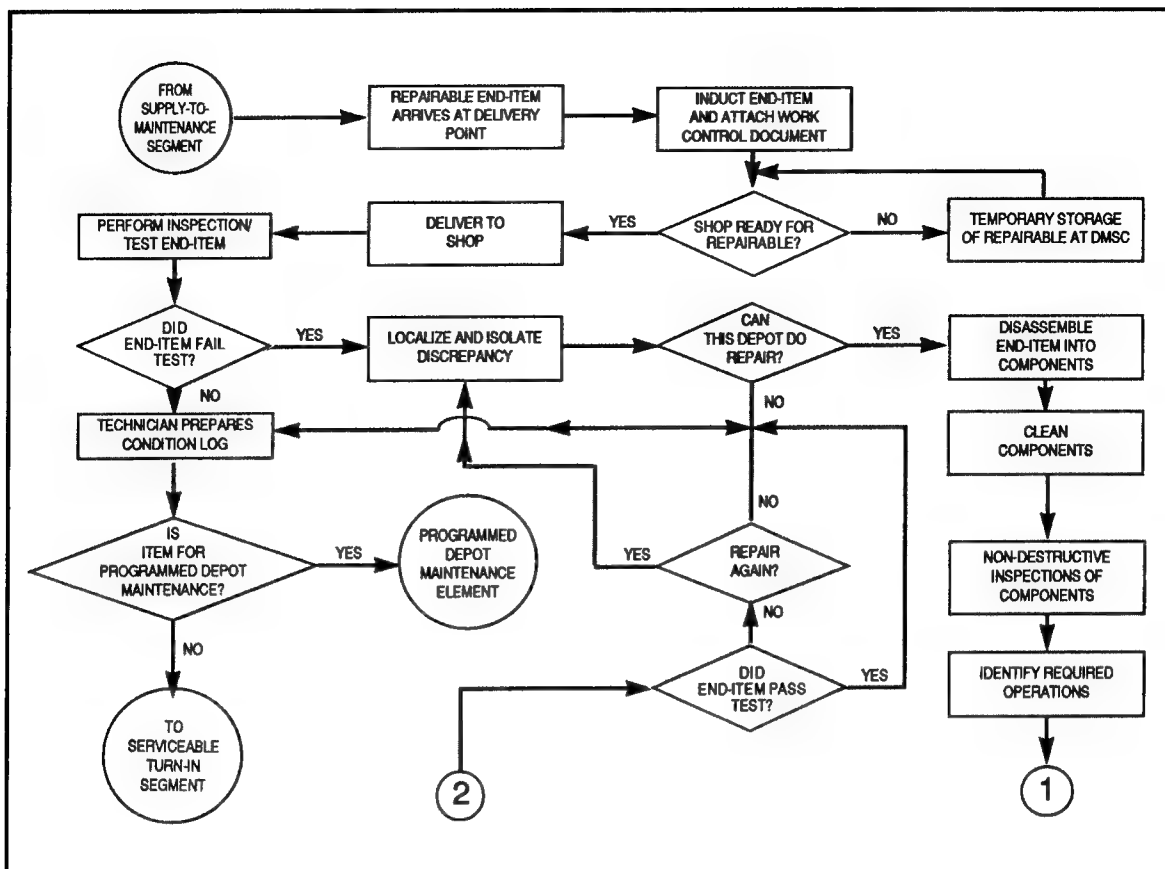 FROM
SUPPLY-TO-
MAINTENANCE
SEGMENT
REPAIRABLE END-ITEM
ARRIVES AT DELIVERY
POINT
INDUCT END-ITEM
AND ATTACH WORK
CONTROL DOCUMENT
PERFORM INSPECTION/
TEST END-ITEM
DELIVER TO
SHOP
YES
SHOP READY FOR
REPAIRABLE?
NO
TEMPORARY STORAGE
OF REPAIRABLE AT DMSC
DID
END-ITEM FAIL
TEST?
YES
LOCALIZE AND ISOLATE
DISCREPANCY
CAN
THIS DEPOT DO
REPAIR?
YES
DISASSEMBLE
END-ITEM INTO
COMPONENTS
NO
NO
TECHNICIAN PREPARES
CONDITION LOG
CLEAN
COMPONENTS
NO
IS
ITEM FOR
PROGRAMMED DEPOT
MAINTENANCE?
YES
PROGRAMMED
DEPOT
MAINTENANCE
ELEMENT
YES
REPAIR
AGAIN?
NON-DESTRUCTIVE
INSPECTIONS OF
COMPONENTS
NO
NO
DID
END-ITEM PASS
TEST?
YES
IDENTIFY REQUIRED
OPERATIONS
TO
SERVICEABLE
TURN-IN
SEGMENT
2
1